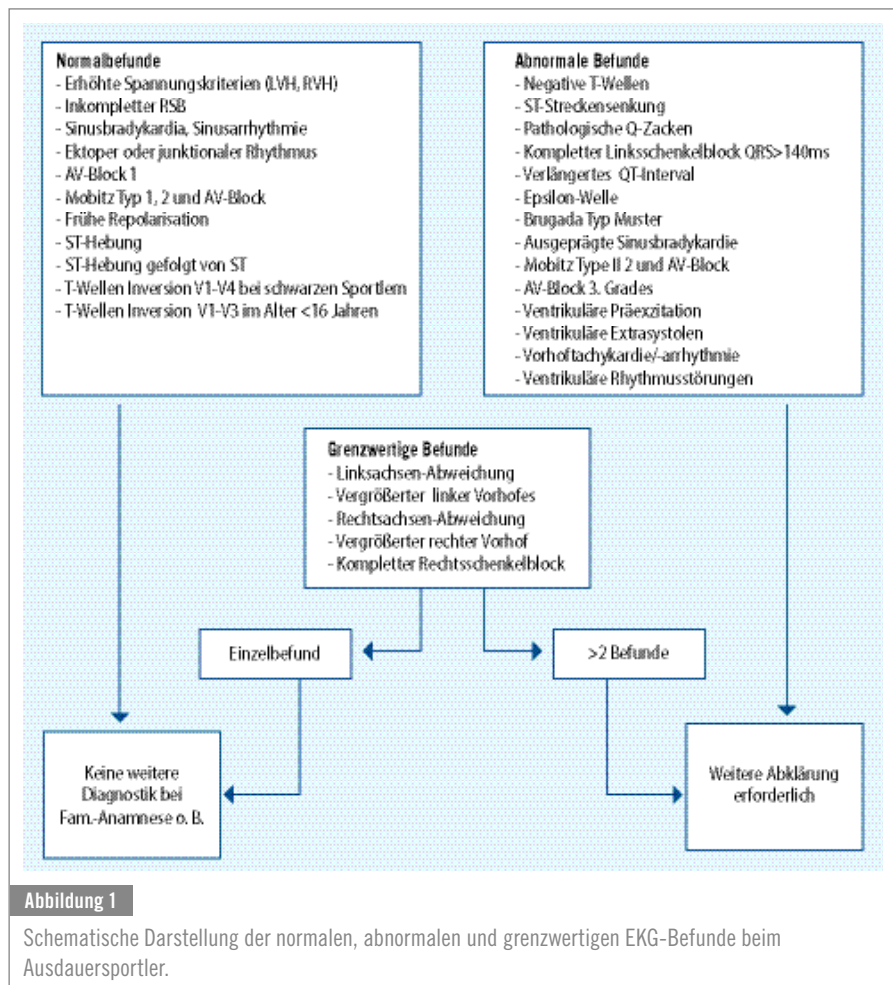 Normalbefunde
- Erhöhte Spannungskriterien (LVH, RVH)
- Inkompletter RSB
- Sinusbradykardia, Sinusarrhythmie
- Ektoper oder junktionaler Rhythmus
- AV-Block 1
- Mobitz Typ 1, 2 und AV-Block
- Frühe Repolarisation
- ST-Hebung
- ST-Hebung gefolgt von ST
- T-Wellen Inversion V1-V4 bei schwarzen Sportlern
- T-Wellen Inversion V1-V3 im Alter <16 Jahren
Abnormale Befunde
- Negative T-Wellen
- ST-Streckensenkung
- Pathologische Q-Zacken
- Kompletter Linksschenkelblock QRS>140ms
- Verlängertes QT-Interval
- Epsilon-Welle
- Brugada Typ Muster
- Ausgeprägte Sinusbradykardie
- Mobitz Type II 2 und AV-Block
- AV-Block 3. Grades
- Ventrikuläre Präexzitation
- Ventrikuläre Extrasystolen
- Vorhoftachykardie/-arrhythmie
- Ventrikuläre Rhythmusstörungen
Grenzwertige Befunde
- Linksachsen-Abweichung
- Vergrößerter linker Vorhofes
- Rechtsachsen-Abweichung
- Vergrößerter rechter Vorhof
- Kompletter Rechtsschenkelblock
Einzelbefund
>2 Befunde
Keine weitere
Diagnostik bei
Fam.-Anamnese o. B.
Weitere Abklärung
erforderlich
Abbildung 1
Schematische Darstellung der normalen, abnormalen und grenzwertigen EKG-Befunde beim
Ausdauersportler.